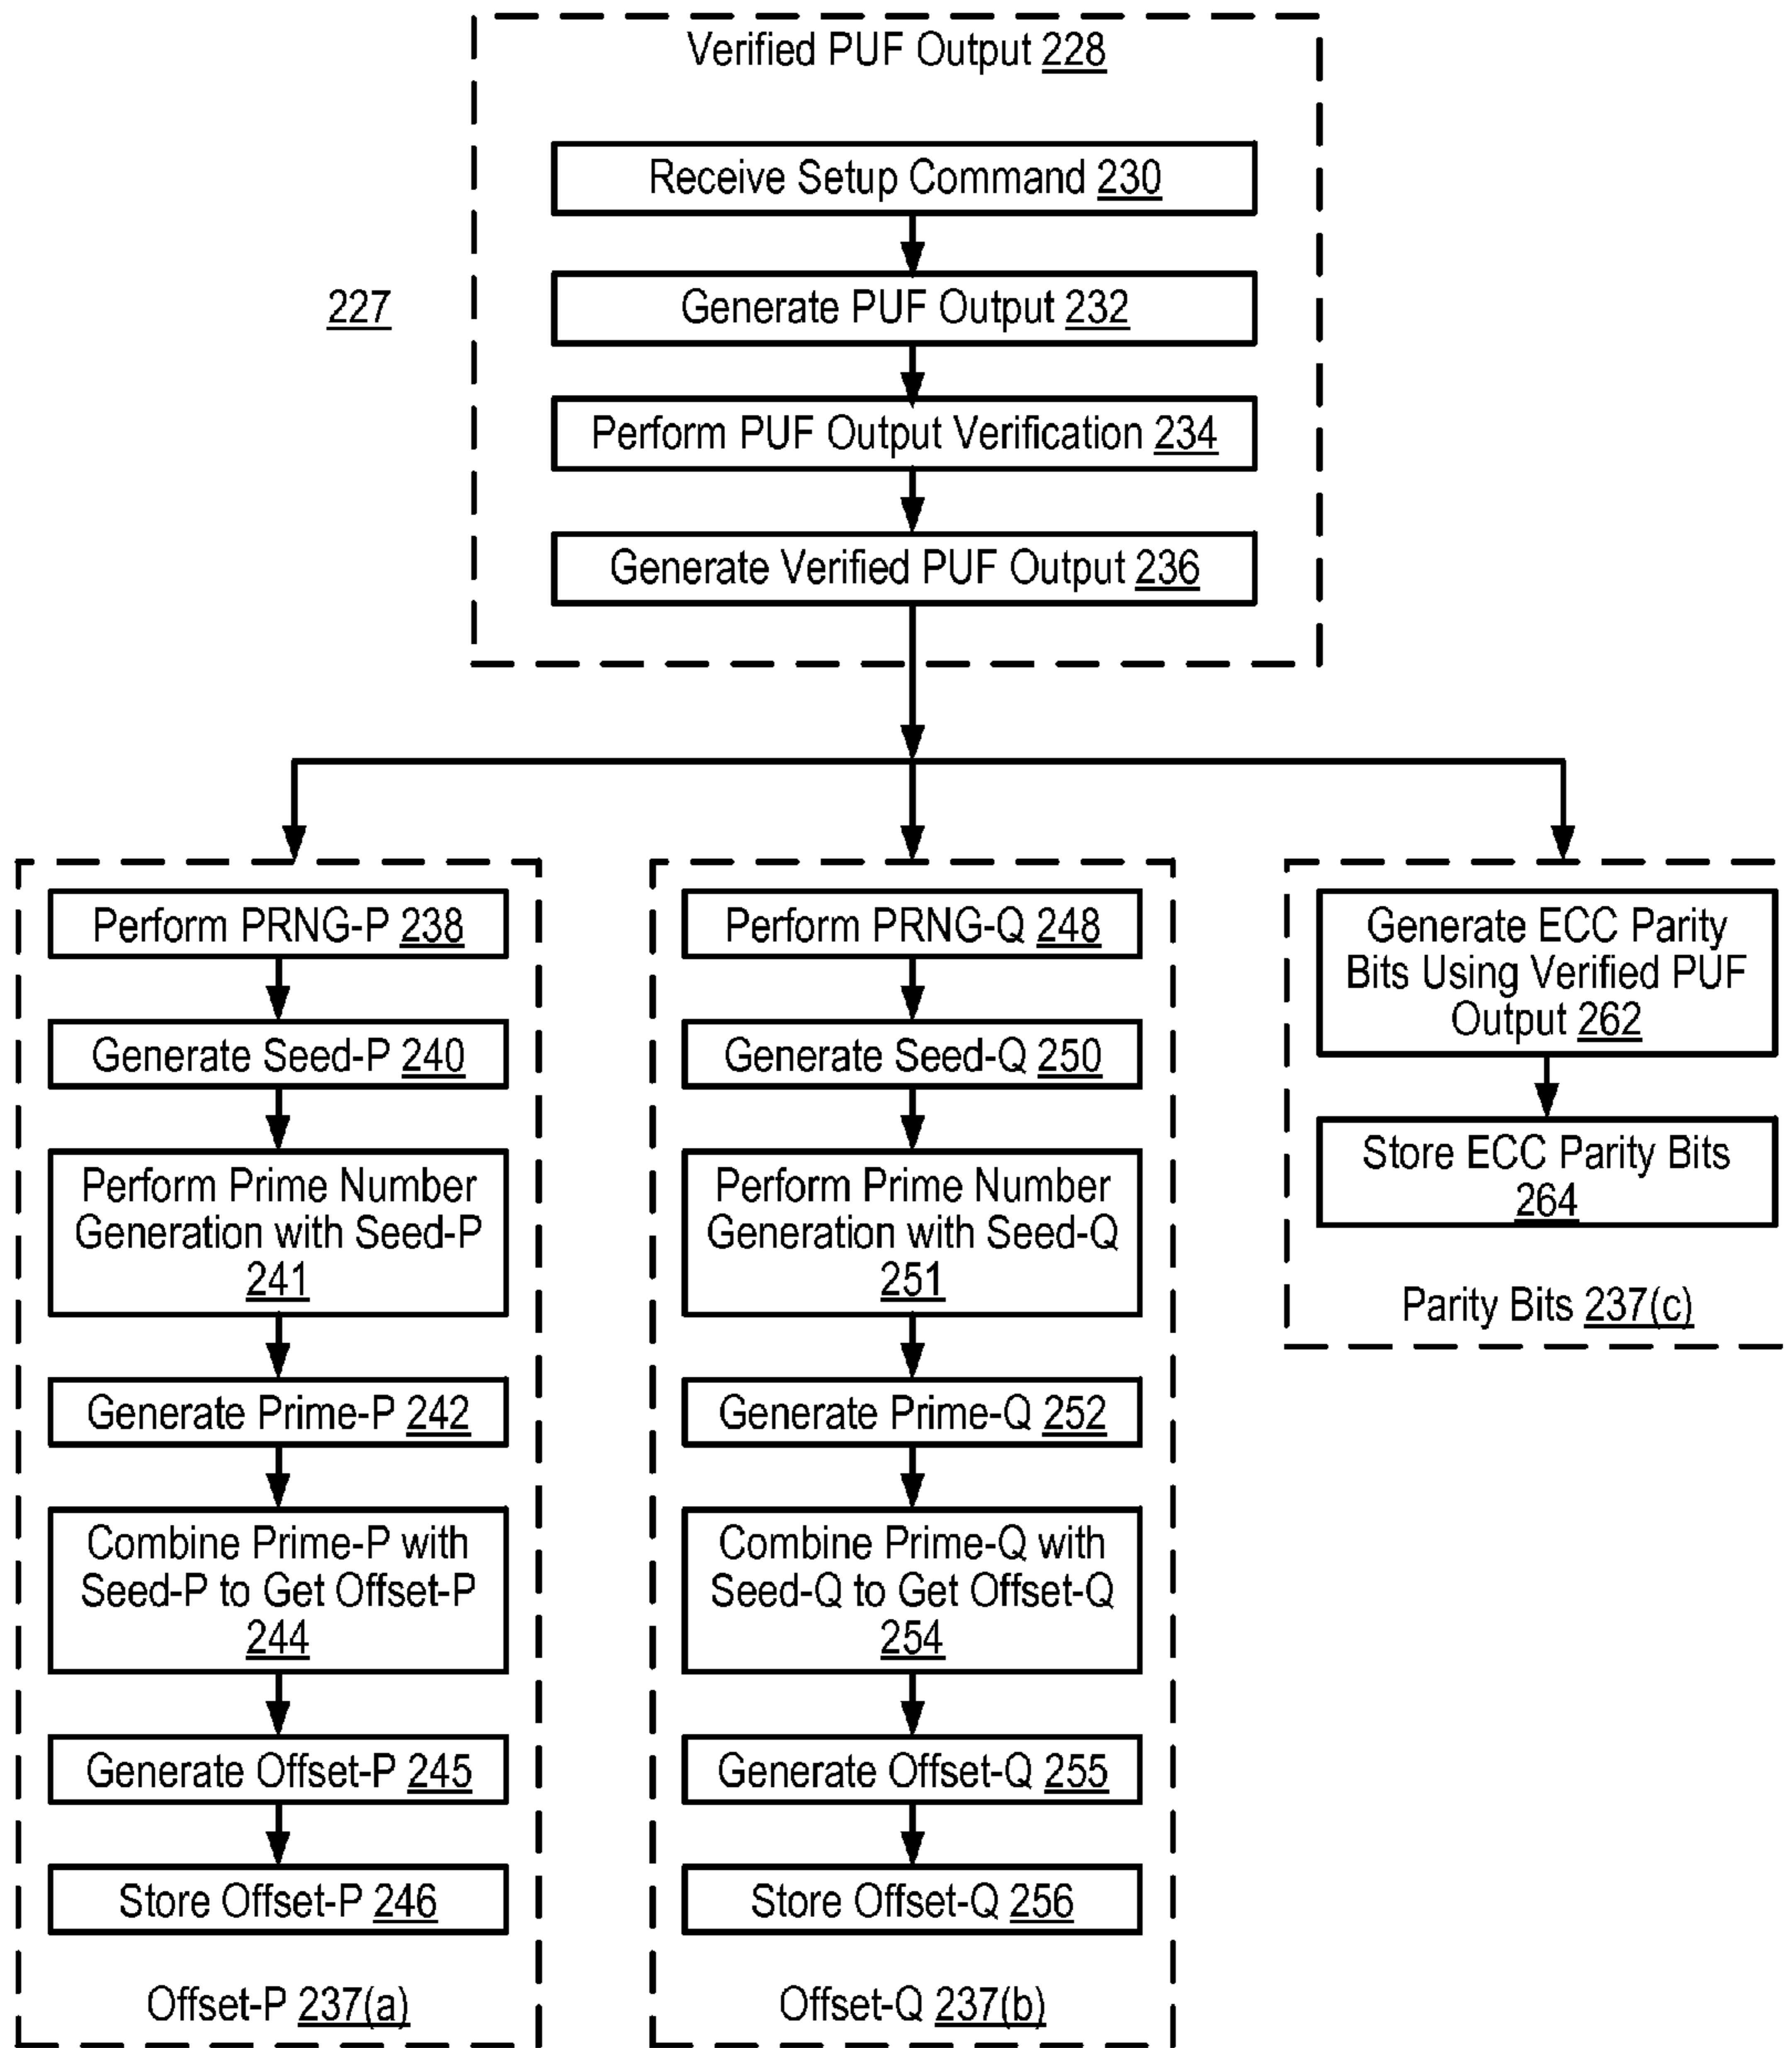 Verified PUF Output 228
Receive Setup Command 230
Generate PUF Output 232
227
Perform PUF Output Verification 234
Generate Verified PUF Output 236
Perform PRNG-P 238
Generate Seed-P 240
Perform Prime Number
Generation with Seed-P
241
Generate Prime-P 242
Combine Prime-P with
Seed-P to Get Offset-P
244
Generate Offset-P 245
Store Offset-P 246
Offset-P 237(a)
Perform PRNG-Q 248
Generate Seed-Q 250
Perform Prime Number
Generation with Seed-Q
251
Generate Prime-Q 252
Combine Prime-Q with
Seed-Q to Get Offset-Q
254
Generate Offset-Q 255
Store Offset-Q 256
Offset-Q 237(b)
Generate ECC Parity
Bits Using Verified PUF
Output 262
Store ECC Parity Bits
264
Parity Bits 237(c)